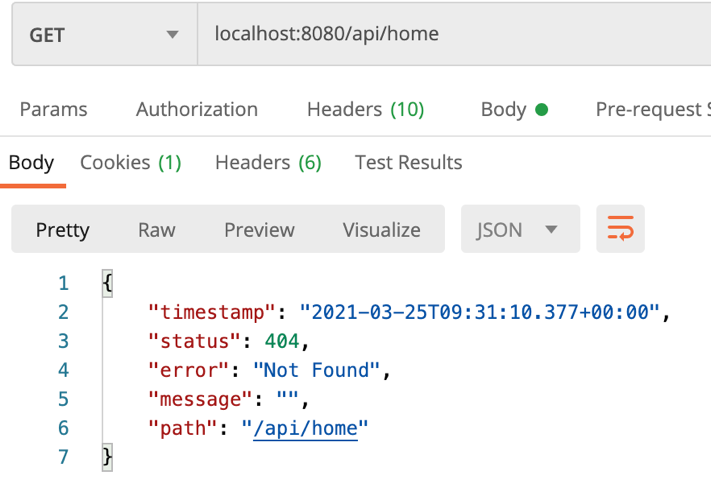 GET localhost:8080/api/home
Params Authorization Headers (10) Body Pre-request S
Body Cookies (1) Headers (6) Test Results
Pretty Raw Preview Visualize JSON
1 {
2 "timestamp": "2021-03-25T09:31:10.377+00:00",
3 "status": 404,
4 "error": "Not Found",
5 "message": "",
6 "path": "/api/home"
7 }